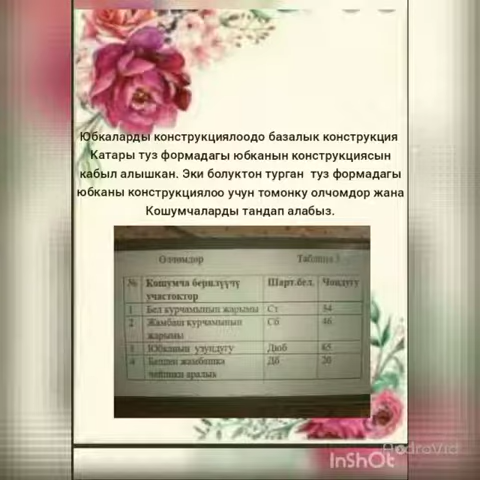 Юбкаларды конструкциялоодо базалык конструкция
Катары туз формадагы юбканын конструкциясын
кабыл алышкан. Эки болуктон турган туз формадагы
юбканы конструкциялоо учун томонку олчомдор жана
Кошумчаларды тандап алабыз.
Өлчөмдөр Таблица 3
№ Кошумча берилүүчү участоктор Шарт.бел. Чоңдугу
1 Бел курчамынын жарымы Ст 34
2 Жамбаш курчамынын жарымы Сб 46
3 Юбканын узундугу Дюб 65
4 Белден жамбашка чейинки аралык Дб 20
AndroVid
InShOt